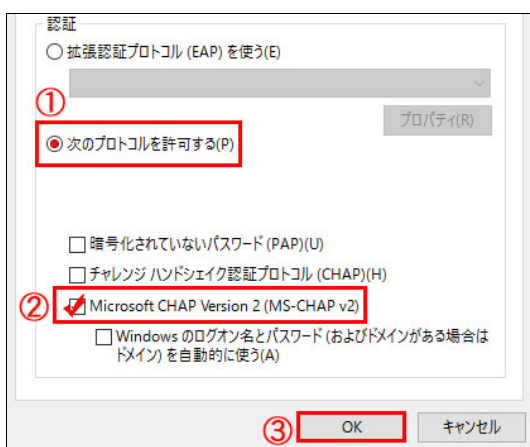 認証
拡張認証プロトコル (EAP) を使う(E)
①
プロパティ(R)
次のプロトコルを許可する(P)
暗号化されていないパスワード (PAP)(U)
チャレンジ ハンドシェイク認証プロトコル (CHAP)(H)
② Microsoft CHAP Version 2 (MS-CHAP v2)
Windows のログオン名とパスワード (およびドメインがある場合は
ドメイン) を自動的に使う(A)
③ OK キャンセル